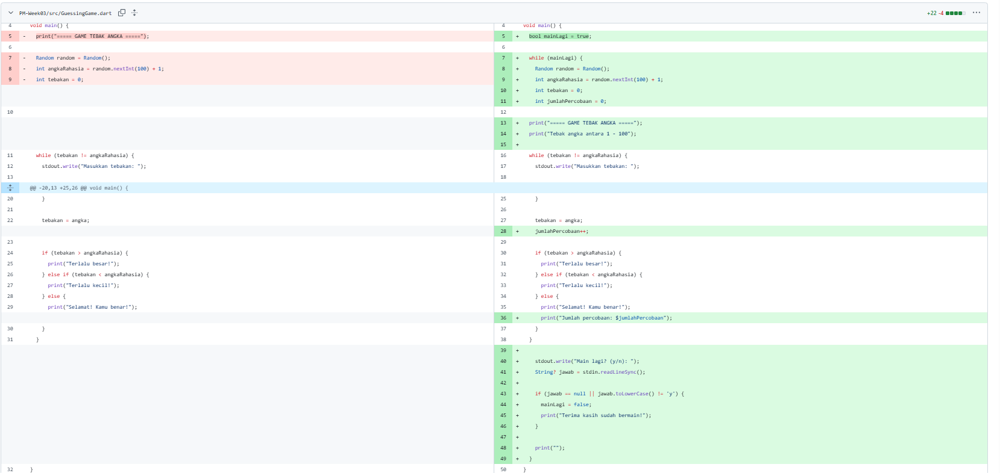 PM-Week03/src/GuessingGame.dart +22 -4
4 void main() { 4 void main() {
5 - print("===== GAME TEBAK ANGKA ====="); 5 + bool mainLagi = true;
6 6
7 - Random random = Random(); 7 + while (mainLagi) {
8 - int angkaRahasia = random.nextInt(100) + 1; 8 + Random random = Random();
9 - int tebakan = 0; 9 + int angkaRahasia = random.nextInt(100) + 1;
10 + int tebakan = 0;
11 + int jumlahPercobaan = 0;
10 12
13 + print("===== GAME TEBAK ANGKA =====");
14 + print("Tebak angka antara 1 - 100");
15 +
11 while (tebakan != angkaRahasia) { 16 while (tebakan != angkaRahasia) {
12 stdout.write("Masukkan tebakan: "); 17 stdout.write("Masukkan tebakan: ");
13 18
@@ -20,13 +25,26 @@ void main() {
20 } 25 }
21 26
22 tebakan = angka; 27 tebakan = angka;
28 + jumlahPercobaan++;
23 29
24 if (tebakan > angkaRahasia) { 30 if (tebakan > angkaRahasia) {
25 print("Terlalu besar!"); 31 print("Terlalu besar!");
26 } else if (tebakan < angkaRahasia) { 32 } else if (tebakan < angkaRahasia) {
27 print("Terlalu kecil!"); 33 print("Terlalu kecil!");
28 } else { 34 } else {
29 print("Selamat! Kamu benar!"); 35 print("Selamat! Kamu benar!");
36 + print("Jumlah percobaan: $jumlahPercobaan");
30 } 37 }
31 } 38 }
39 +
40 + stdout.write("Main lagi? (y/n): ");
41 + String? jawab = stdin.readLineSync();
42 +
43 + if (jawab == null || jawab.toLowerCase() != 'y') {
44 + mainLagi = false;
45 + print("Terima kasih sudah bermain!");
46 + }
47 +
48 + print("");
49 + }
32 } 50 }